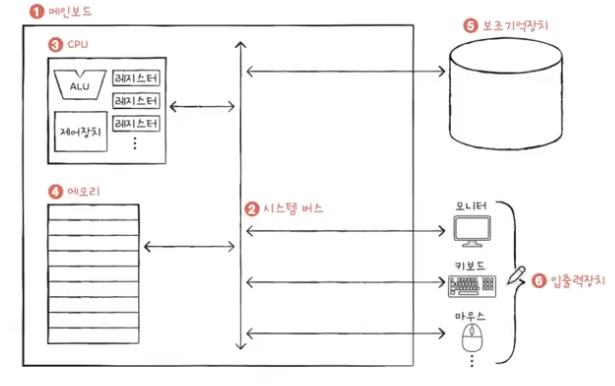 1 메인보드
3 CPU
ALU
레지스터
레지스터
레지스터
제어장치
4 메모리
2 시스템 버스
5 보조기억장치
모니터
키보드
마우스
6 입출력장치